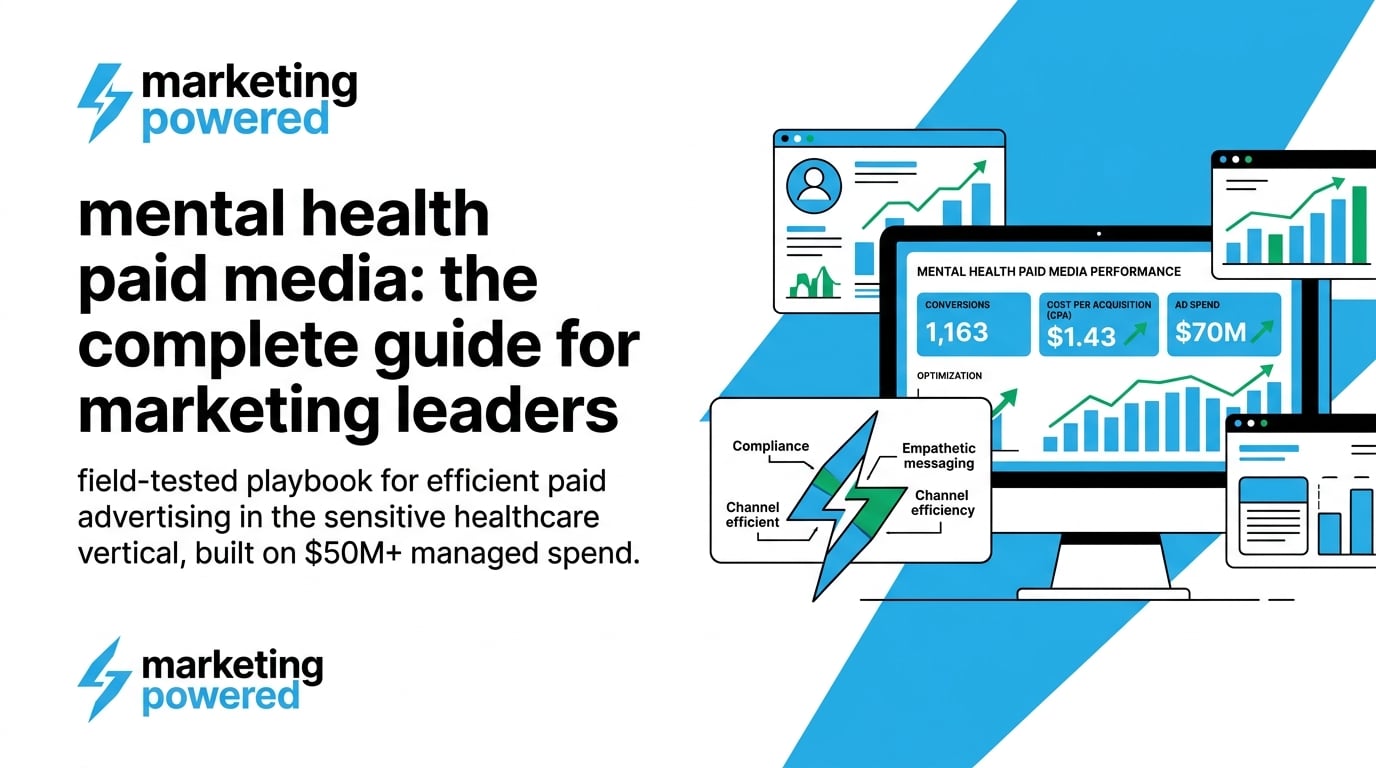 marketing
powered
mental health
paid media: the
complete guide for
marketing leaders
field-tested playbook for efficient paid
advertising in the sensitive healthcare
vertical, built on $50M+ managed spend.
marketing
powered
MENTAL HEALTH PAID MEDIA PERFORMANCE
CONVERSIONS
1,163
COST PER ACQUISITION
(CPA)
$1.43
AD SPEND
$70M
OPTIMIZATION
Compliance
Empathetic
messaging
Channel
efficient
Channel
efficiency